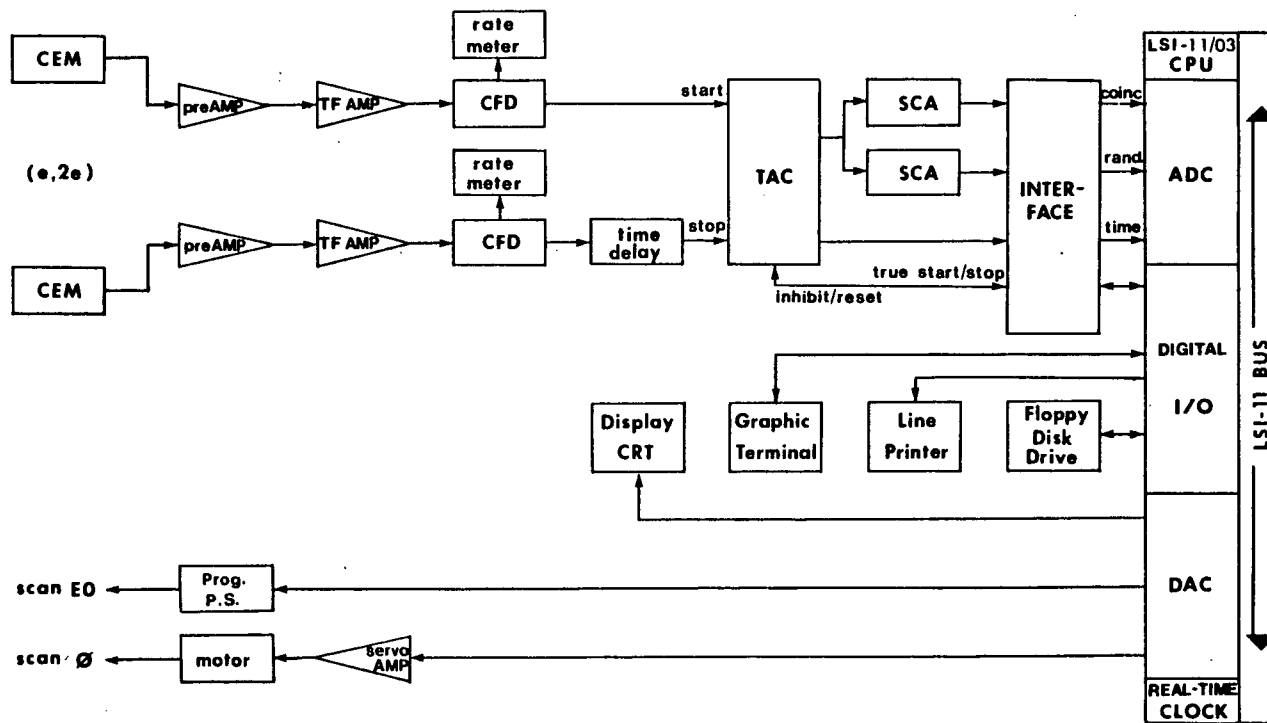 rate
meter
CEM
preAMP
TF AMP
CFD
start
(e,2e)
rate
meter
CEM
preAMP
TF AMP
CFD
time
delay
stop
TAC
SCA
SCA
INTER-
FACE
true start/stop
inhibit/reset
coinc
rand.
time
LSI-11/03
CPU
ADC
DIGITAL
I/O
DAC
REAL-TIME
CLOCK
LSI-11 BUS
Display
CRT
Graphic
Terminal
Line
Printer
Floppy
Disk
Drive
scan E0
Prog.
P.S.
scan Ø
motor
servo
AMP